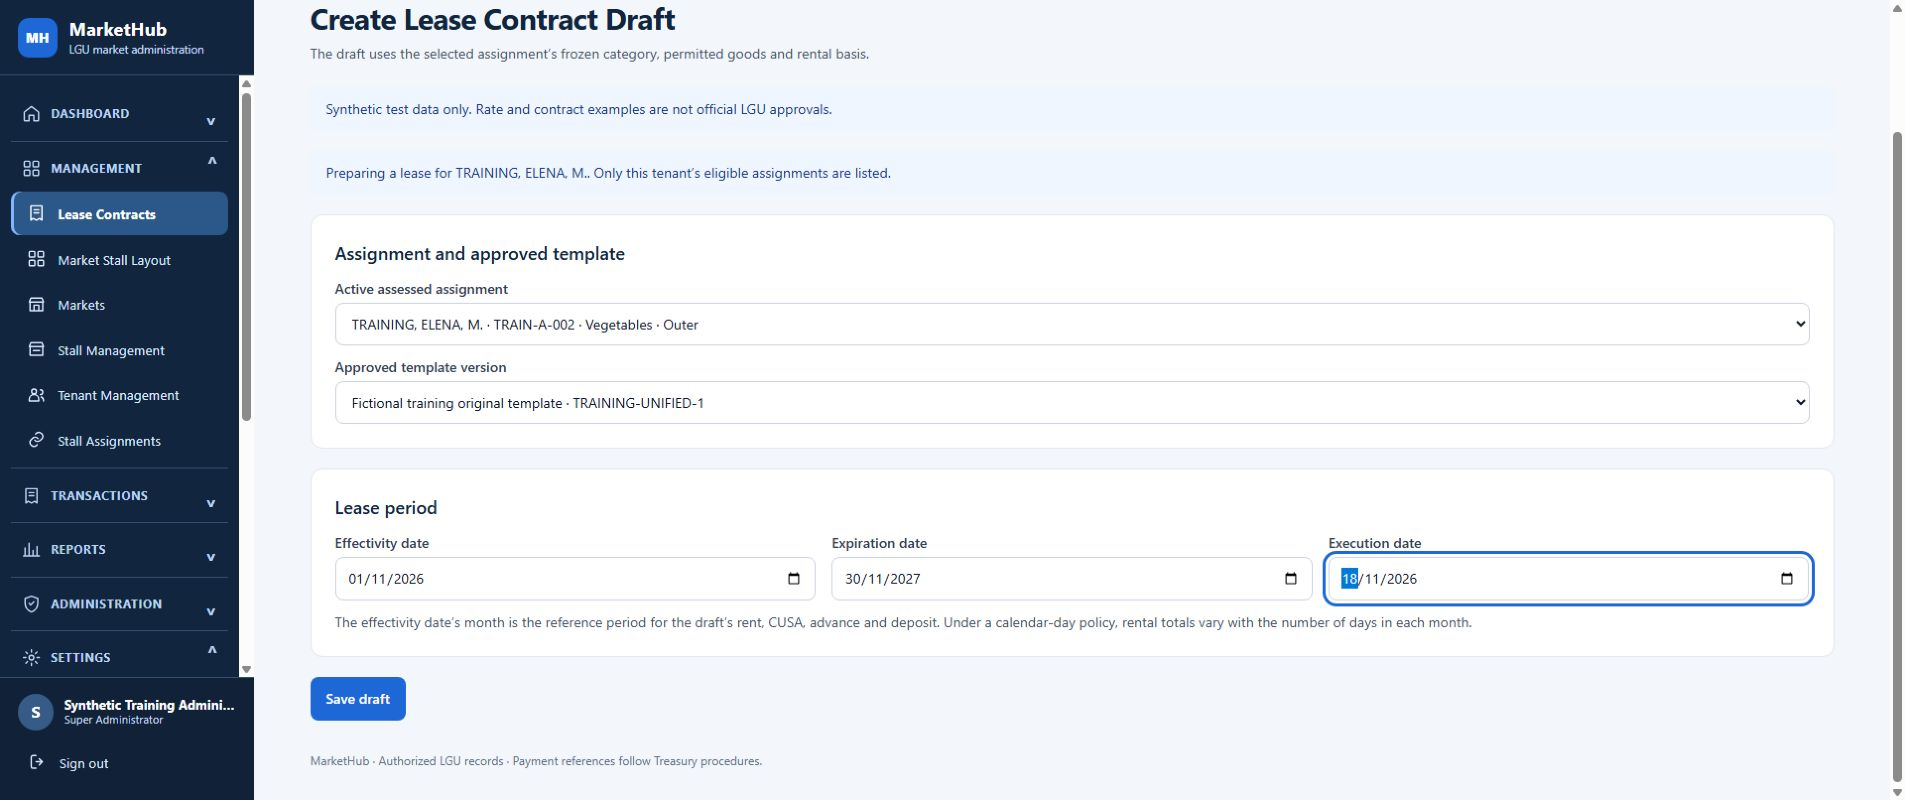 MH
MarketHub
LGU market administration
DASHBOARD
MANAGEMENT
Lease Contracts
Market Stall Layout
Markets
Stall Management
Tenant Management
Stall Assignments
TRANSACTIONS
REPORTS
ADMINISTRATION
SETTINGS
S
Synthetic Training Admini...
Super Administrator
Sign out
Create Lease Contract Draft
The draft uses the selected assignment's frozen category, permitted goods and rental basis.
Synthetic test data only. Rate and contract examples are not official LGU approvals.
Preparing a lease for TRAINING, ELENA, M.. Only this tenant's eligible assignments are listed.
Assignment and approved template
Active assessed assignment
TRAINING, ELENA, M. · TRAIN-A-002 · Vegetables · Outer
Approved template version
Fictional training original template · TRAINING-UNIFIED-1
Lease period
Effectivity date
01/11/2026
Expiration date
30/11/2027
Execution date
18/11/2026
The effectivity date's month is the reference period for the draft's rent, CUSA, advance and deposit. Under a calendar-day policy, rental totals vary with the number of days in each month.
Save draft
MarketHub · Authorized LGU records · Payment references follow Treasury procedures.